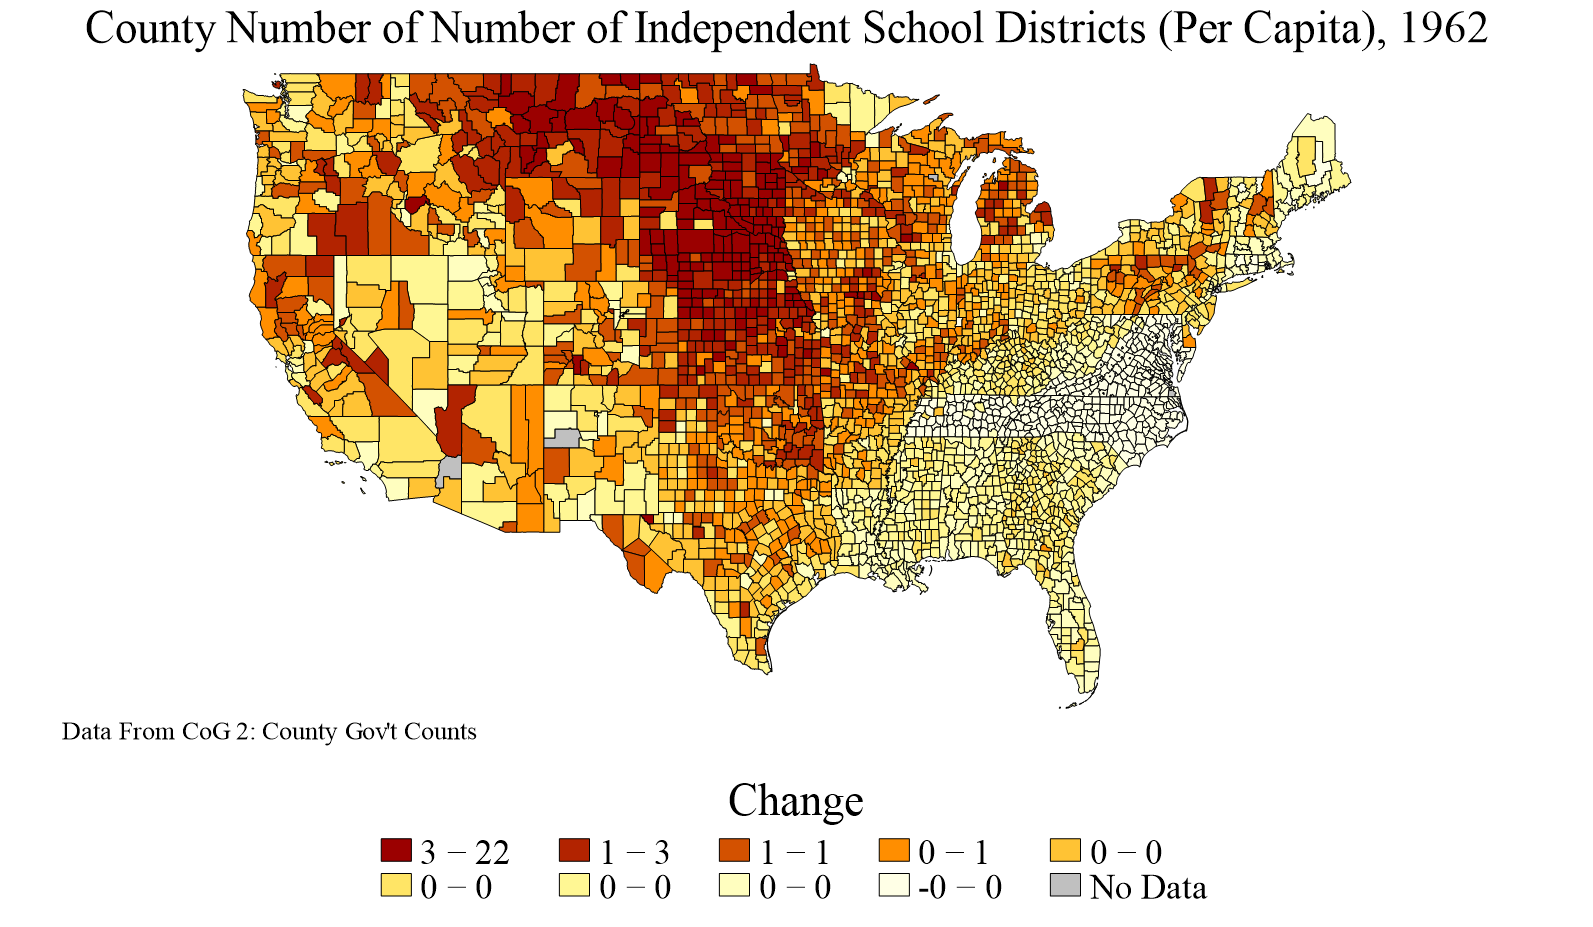 County Number of Number of Independent School Districts (Per Capita), 1962
Data From CoG 2: County Gov't Counts
Change
3 − 22 1 − 3 1 − 1 0 − 1 0 − 0
0 − 0 0 − 0 0 − 0 -0 − 0 No Data